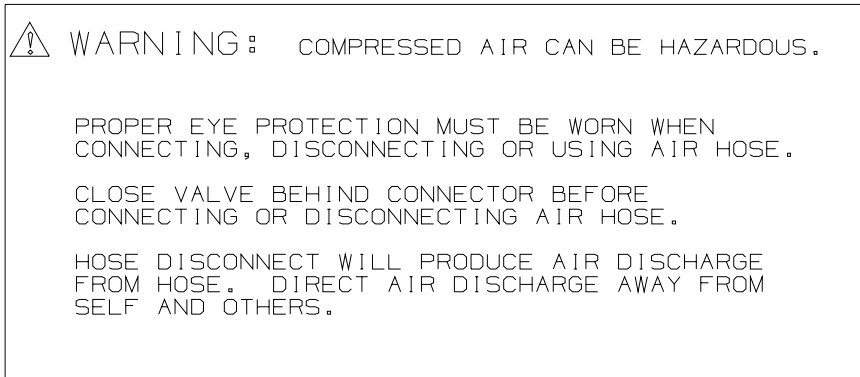 WARNING: COMPRESSED AIR CAN BE HAZARDOUS.
PROPER EYE PROTECTION MUST BE WORN WHEN
CONNECTING, DISCONNECTING OR USING AIR HOSE.
CLOSE VALVE BEHIND CONNECTOR BEFORE
CONNECTING OR DISCONNECTING AIR HOSE.
HOSE DISCONNECT WILL PRODUCE AIR DISCHARGE
FROM HOSE. DIRECT AIR DISCHARGE AWAY FROM
SELF AND OTHERS.